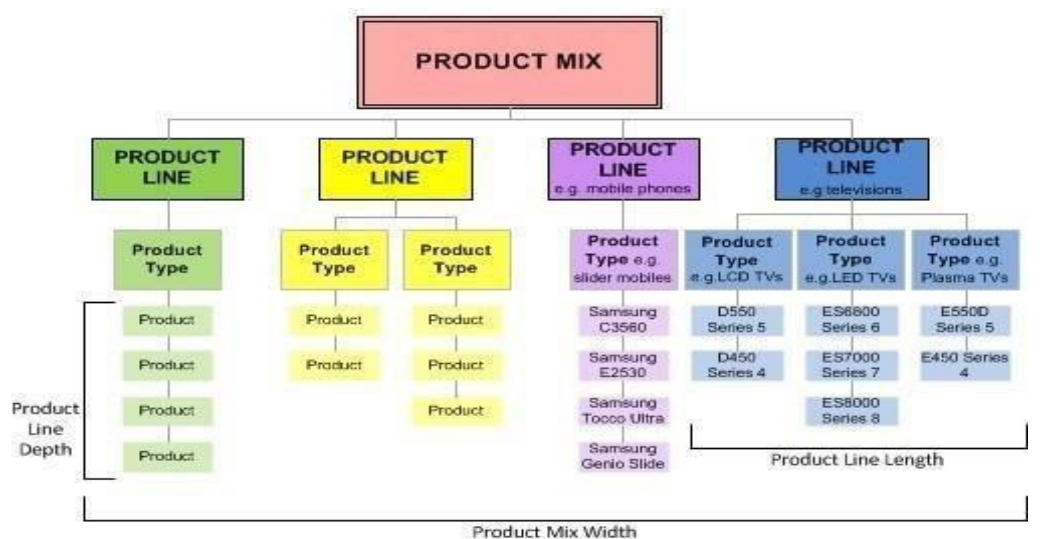 PRODUCT MIX
PRODUCT
LINE
PRODUCT
LINE
PRODUCT
LINE
e.g. mobile phones
PRODUCT
LINE
e.g televisions
Product
Type
Product
Type
Product
Type
Product
Type e.g.
slider mobiles
Product
Type
e.g.LCD TVs
Product
Type
e.g.LED TVs
Product
Type e.g.
Plasma TVs
Product
Product
Product
Product
Product
Product
Product
Product
Product
Samsung
C3560
Samsung
E2530
Samsung
Tocco Ultra
Samsung
Genio Slide
D550
Series 5
D450
Series 4
ES6800
Series 6
ES7000
Series 7
ES8000
Series 8
E550D
Series 5
E450 Series
4
Product
Line
Depth
Product Line Length
Product Mix Width